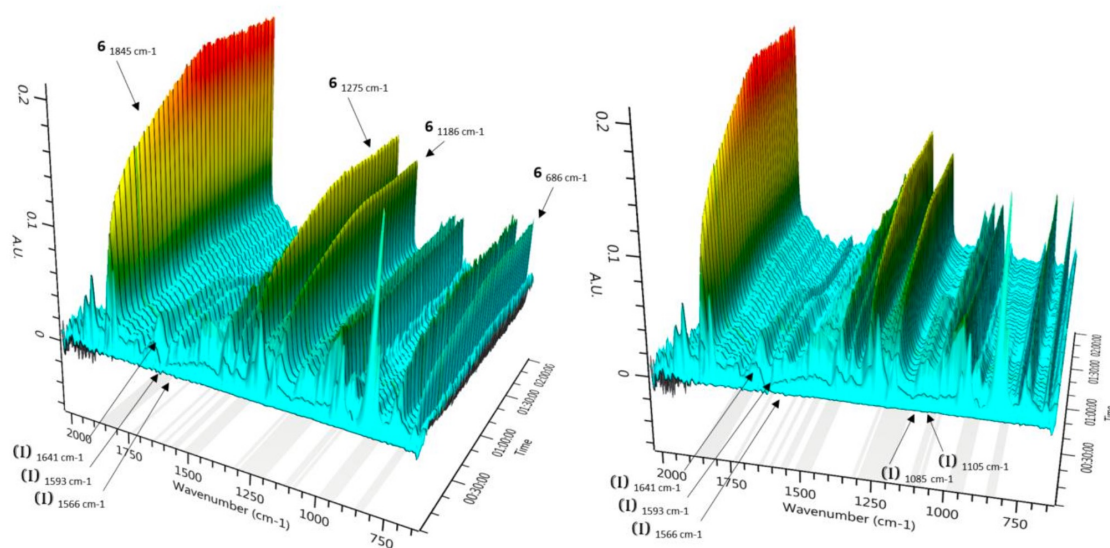 6 1845 cm-1
6 1275 cm-1
6 1186 cm-1
6 686 cm-1
0.2
0.1
0
A.U.
2000
1750
1500
1250
1000
750
Wavenumber (cm-1)
00:30:00
01:00:00
01:30:00
02:00:00
Time
(I) 1641 cm-1
(I) 1593 cm-1
(I) 1566 cm-1
0.2
0.1
0
A.U.
2000
1750
1500
1250
1000
750
Wavenumber (cm-1)
00:30:00
01:00:00
01:30:00
02:00:00
Time
(I) 1641 cm-1
(I) 1593 cm-1
(I) 1566 cm-1
(I) 1085 cm-1
(I) 1105 cm-1